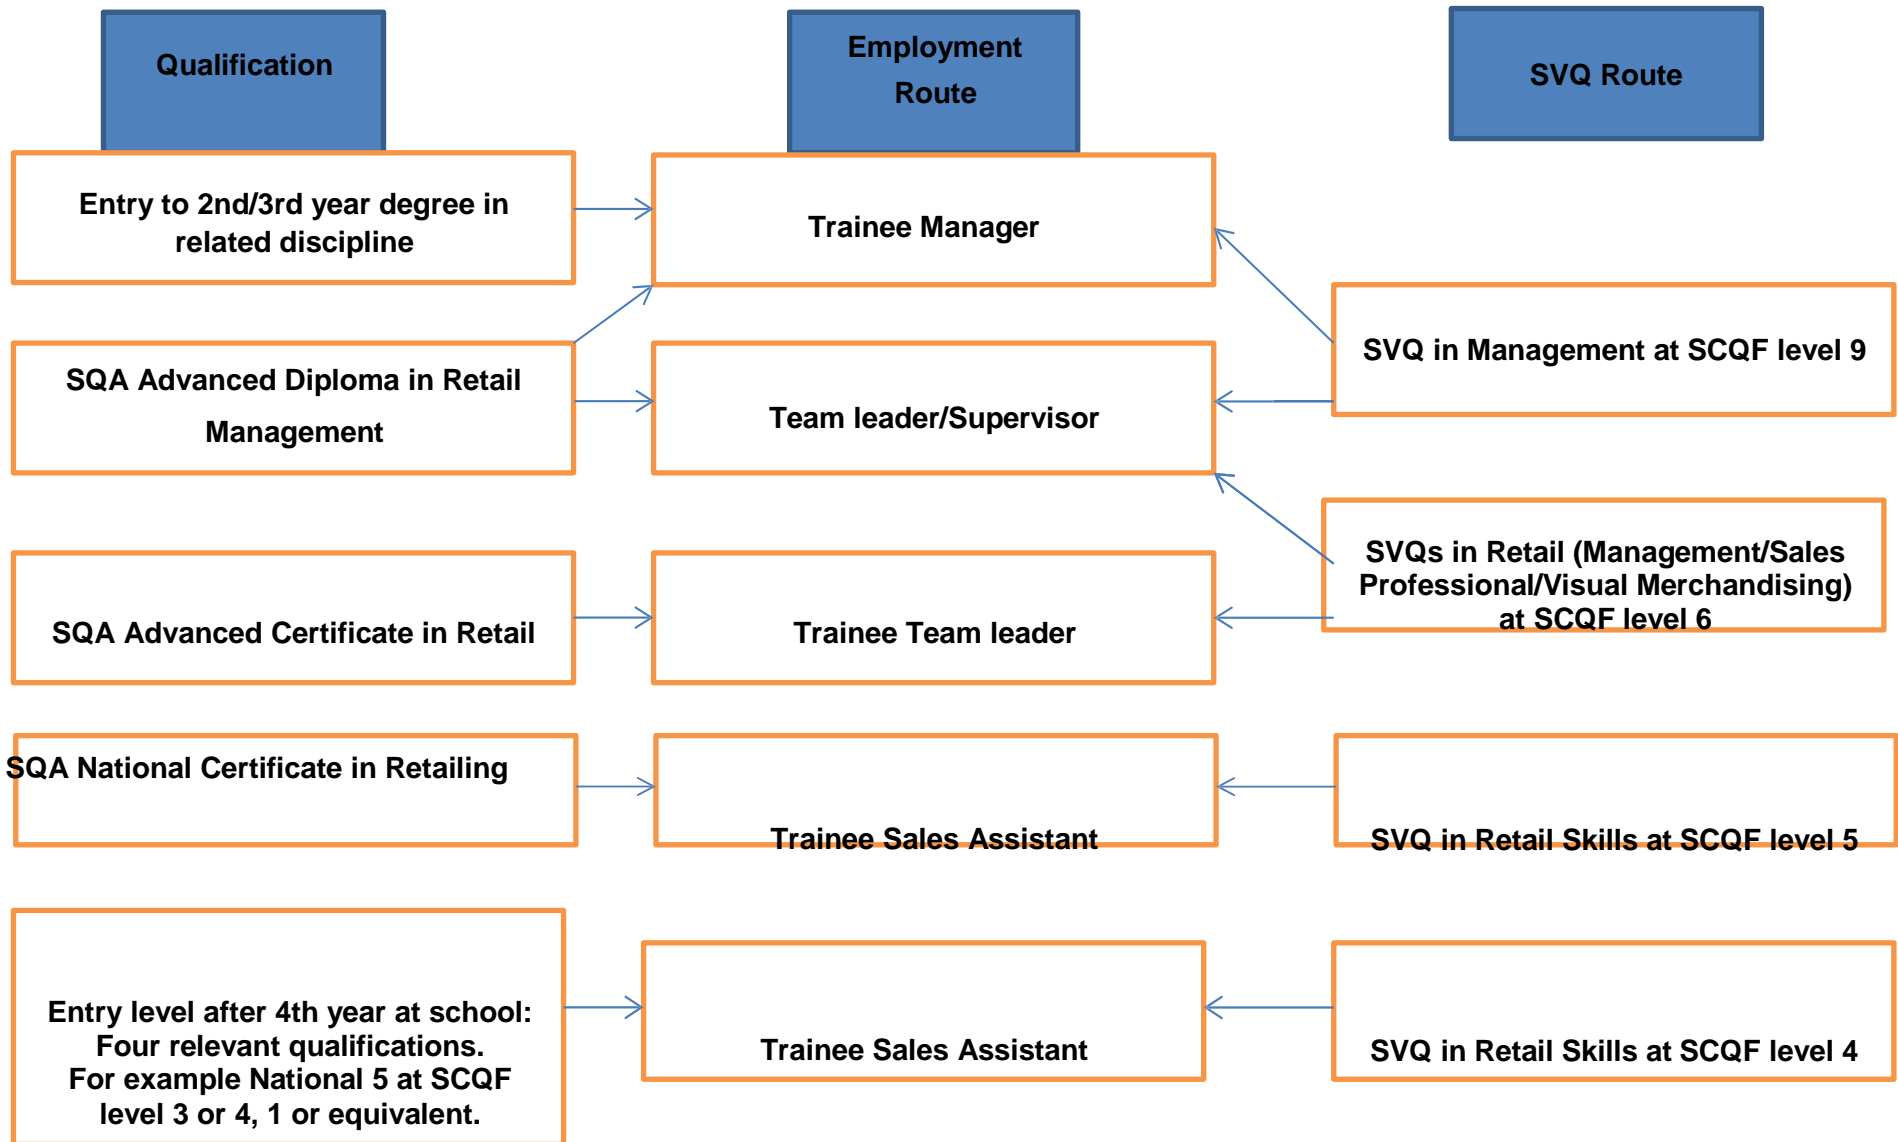 Qualification
Employment
Route
SVQ Route
Entry to 2nd/3rd year degree in
related discipline
Trainee Manager
SVQ in Management at SCQF level 9
SQA Advanced Diploma in Retail
Management
Team leader/Supervisor
SVQs in Retail (Management/Sales
Professional/Visual Merchandising)
at SCQF level 6
SQA Advanced Certificate in Retail
Trainee Team leader
SQA National Certificate in Retailing
Trainee Sales Assistant
SVQ in Retail Skills at SCQF level 5
Entry level after 4th year at school:
Four relevant qualifications.
For example National 5 at SCQF
level 3 or 4, 1 or equivalent.
Trainee Sales Assistant
SVQ in Retail Skills at SCQF level 4